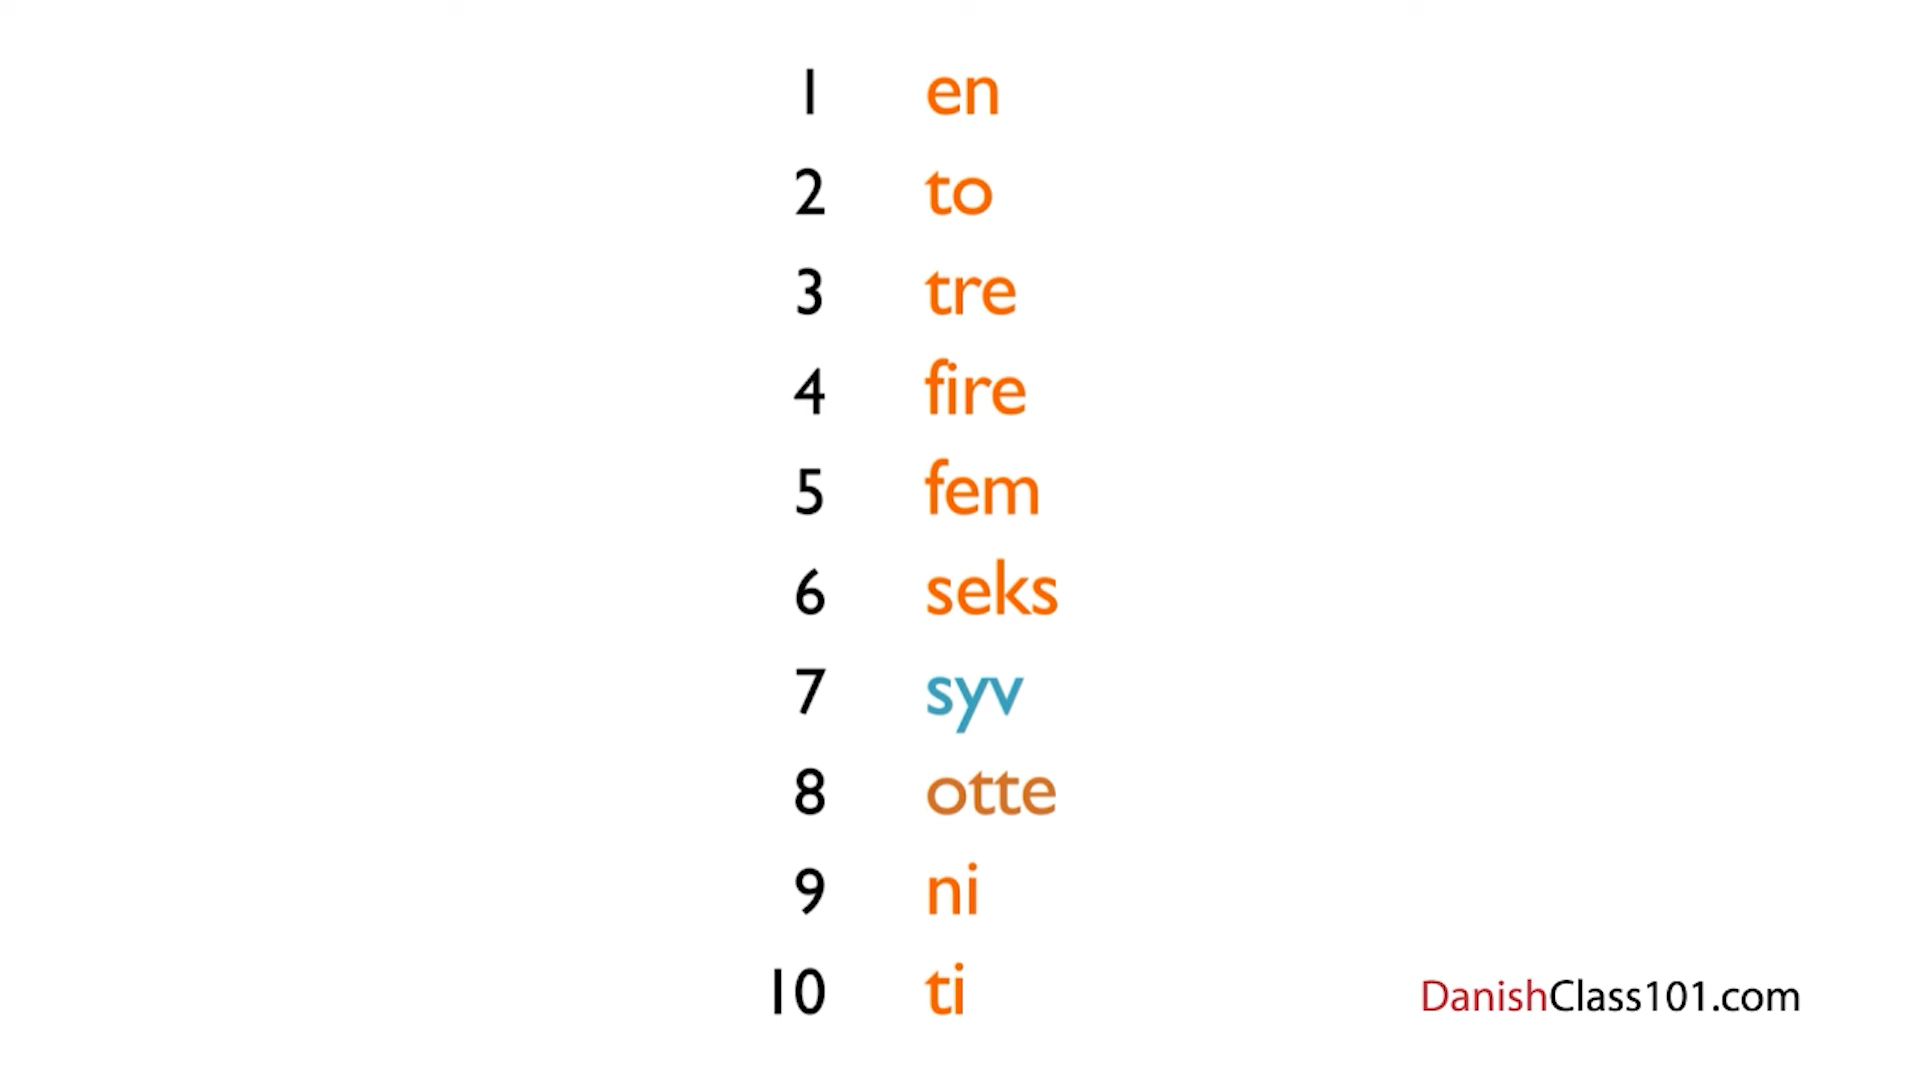 1 en
2 to
3 tre
4 fire
5 fem
6 seks
7 syv
8 otte
9 ni
10 ti
DanishClass101.com